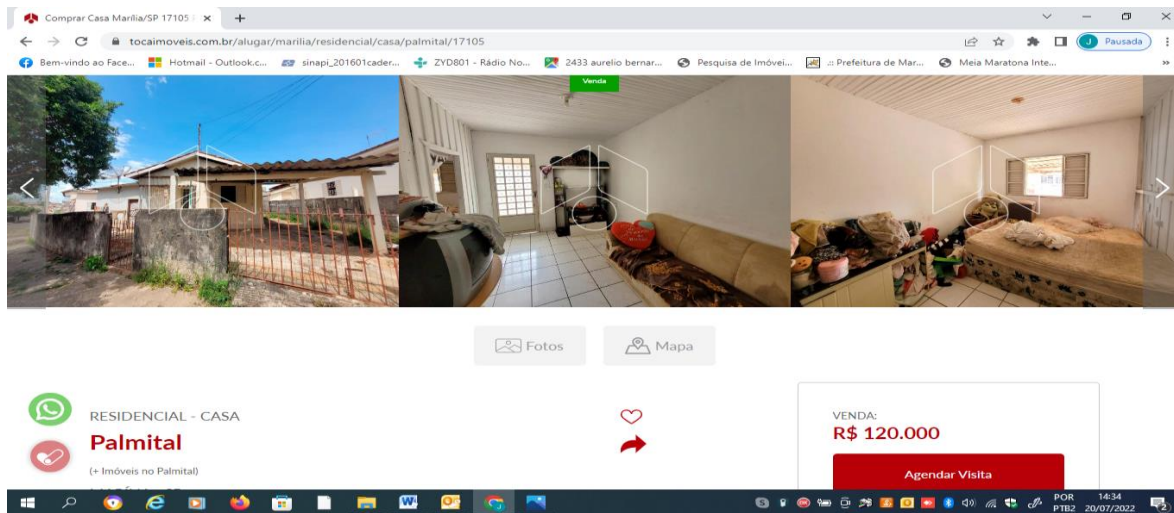 Comprar Casa Marília/SP 17105
tocaimoveis.com.br/alugar/marilia/residencial/casa/palmital/17105
J Pausada
Bem-vindo ao Face...
Hotmail - Outlook.c...
sinapi_201601cader...
ZYD801 - Rádio No...
2433 aurelio bernar...
Pesquisa de Imóvei...
.:: Prefeitura de Mar...
Meia Maratona Inte...
Venda
Fotos
Mapa
RESIDENCIAL - CASA
Palmital
(+ Imóveis no Palmital)
VENDA:
R$ 120.000
Agendar Visita
POR
PTB2
14:34
20/07/2022